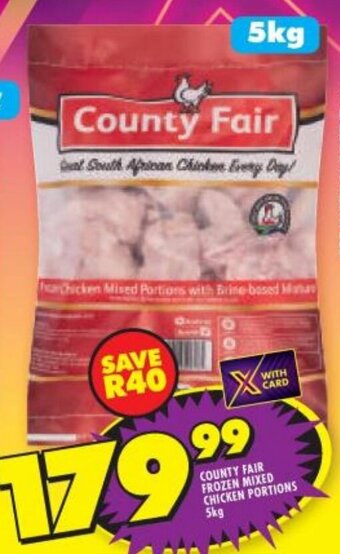 5kg
County Fair
Great South African Chicken Every Day!
Frozen Chicken Mixed Portions with Brine-based Mixture
SAVE
R40
X WITH
CARD
179 99
COUNTY FAIR
FROZEN MIXED
CHICKEN PORTIONS
5kg